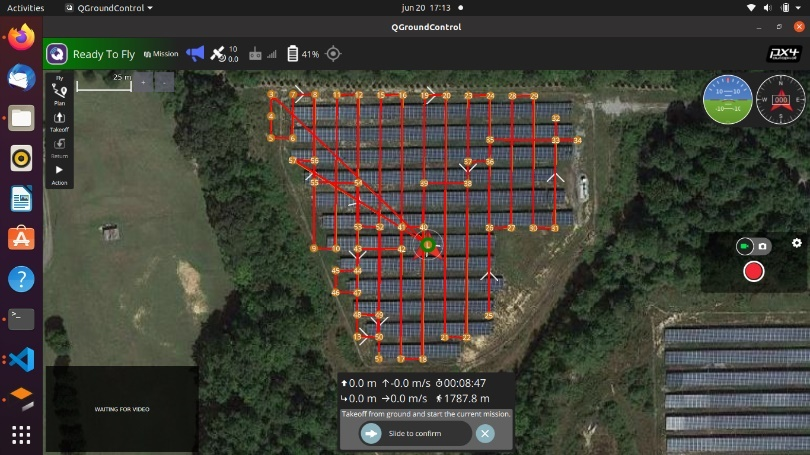 Activities
QGroundControl
jun 20 17:13
QGroundControl
Ready To Fly
Mission
10
0.0
41%
PX4
Fly
25 m
Plan
Takeoff
Return
Action
000
W
E
S
3 7 8 11 12 15 16 19 20 23 24 28 29
4
32
5 6
35 33 34
57 56
37 36
55 54 39 38
53 52 41 40 26 27 30 31
9 10 43 42
L
45 44
46 47
48 49 25
13 50 21 22
51 17 18
WAITING FOR VIDEO
0.0 m -0.0 m/s 00:08:47
0.0 m 0.0 m/s 1787.8 m
Takeoff from ground and start the current mission.
Slide to confirm